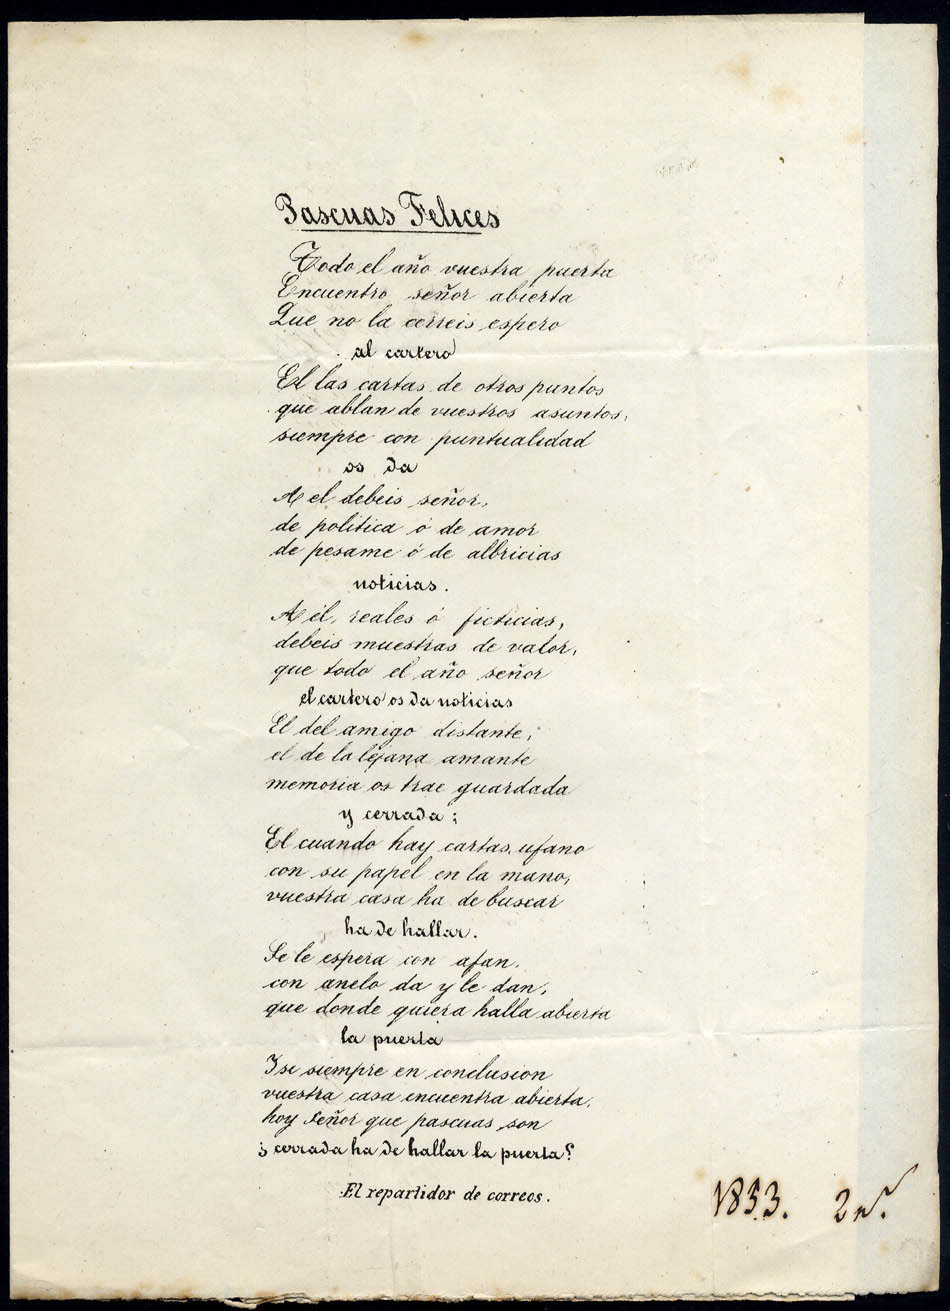 Pascuas Felices
Todo el año vuestra puerta
Encuentro señor abierta
Que no la cerreis espero
al cartero
El las cartas de otros puntos
que ablan de vuestros asuntos,
siempre con puntualidad
os da
A el debeis señor,
de politica ó de amor
de pesame ó de albricias
noticias.
A él, reales ó ficticias,
debeis muestras de valor,
que todo el año señor
el cartero os da noticias
El del amigo distante;
el de la lejana amante
memoria os trae guardada
y cerrada;
El cuando hay cartas, ufano
con su papel en la mano,
vuestra casa ha de buscar
ha de hallar.
Se le espera con afan.
con anelo da y le dan,
que donde quiera halla abierta
la puerta
Y si siempre en conclusion
vuestra casa encuentra abierta,
hoy Señor que pascuas son
¿ cerrada ha de hallar la puerta?
El repartidor de correos.
1853. 2 n.